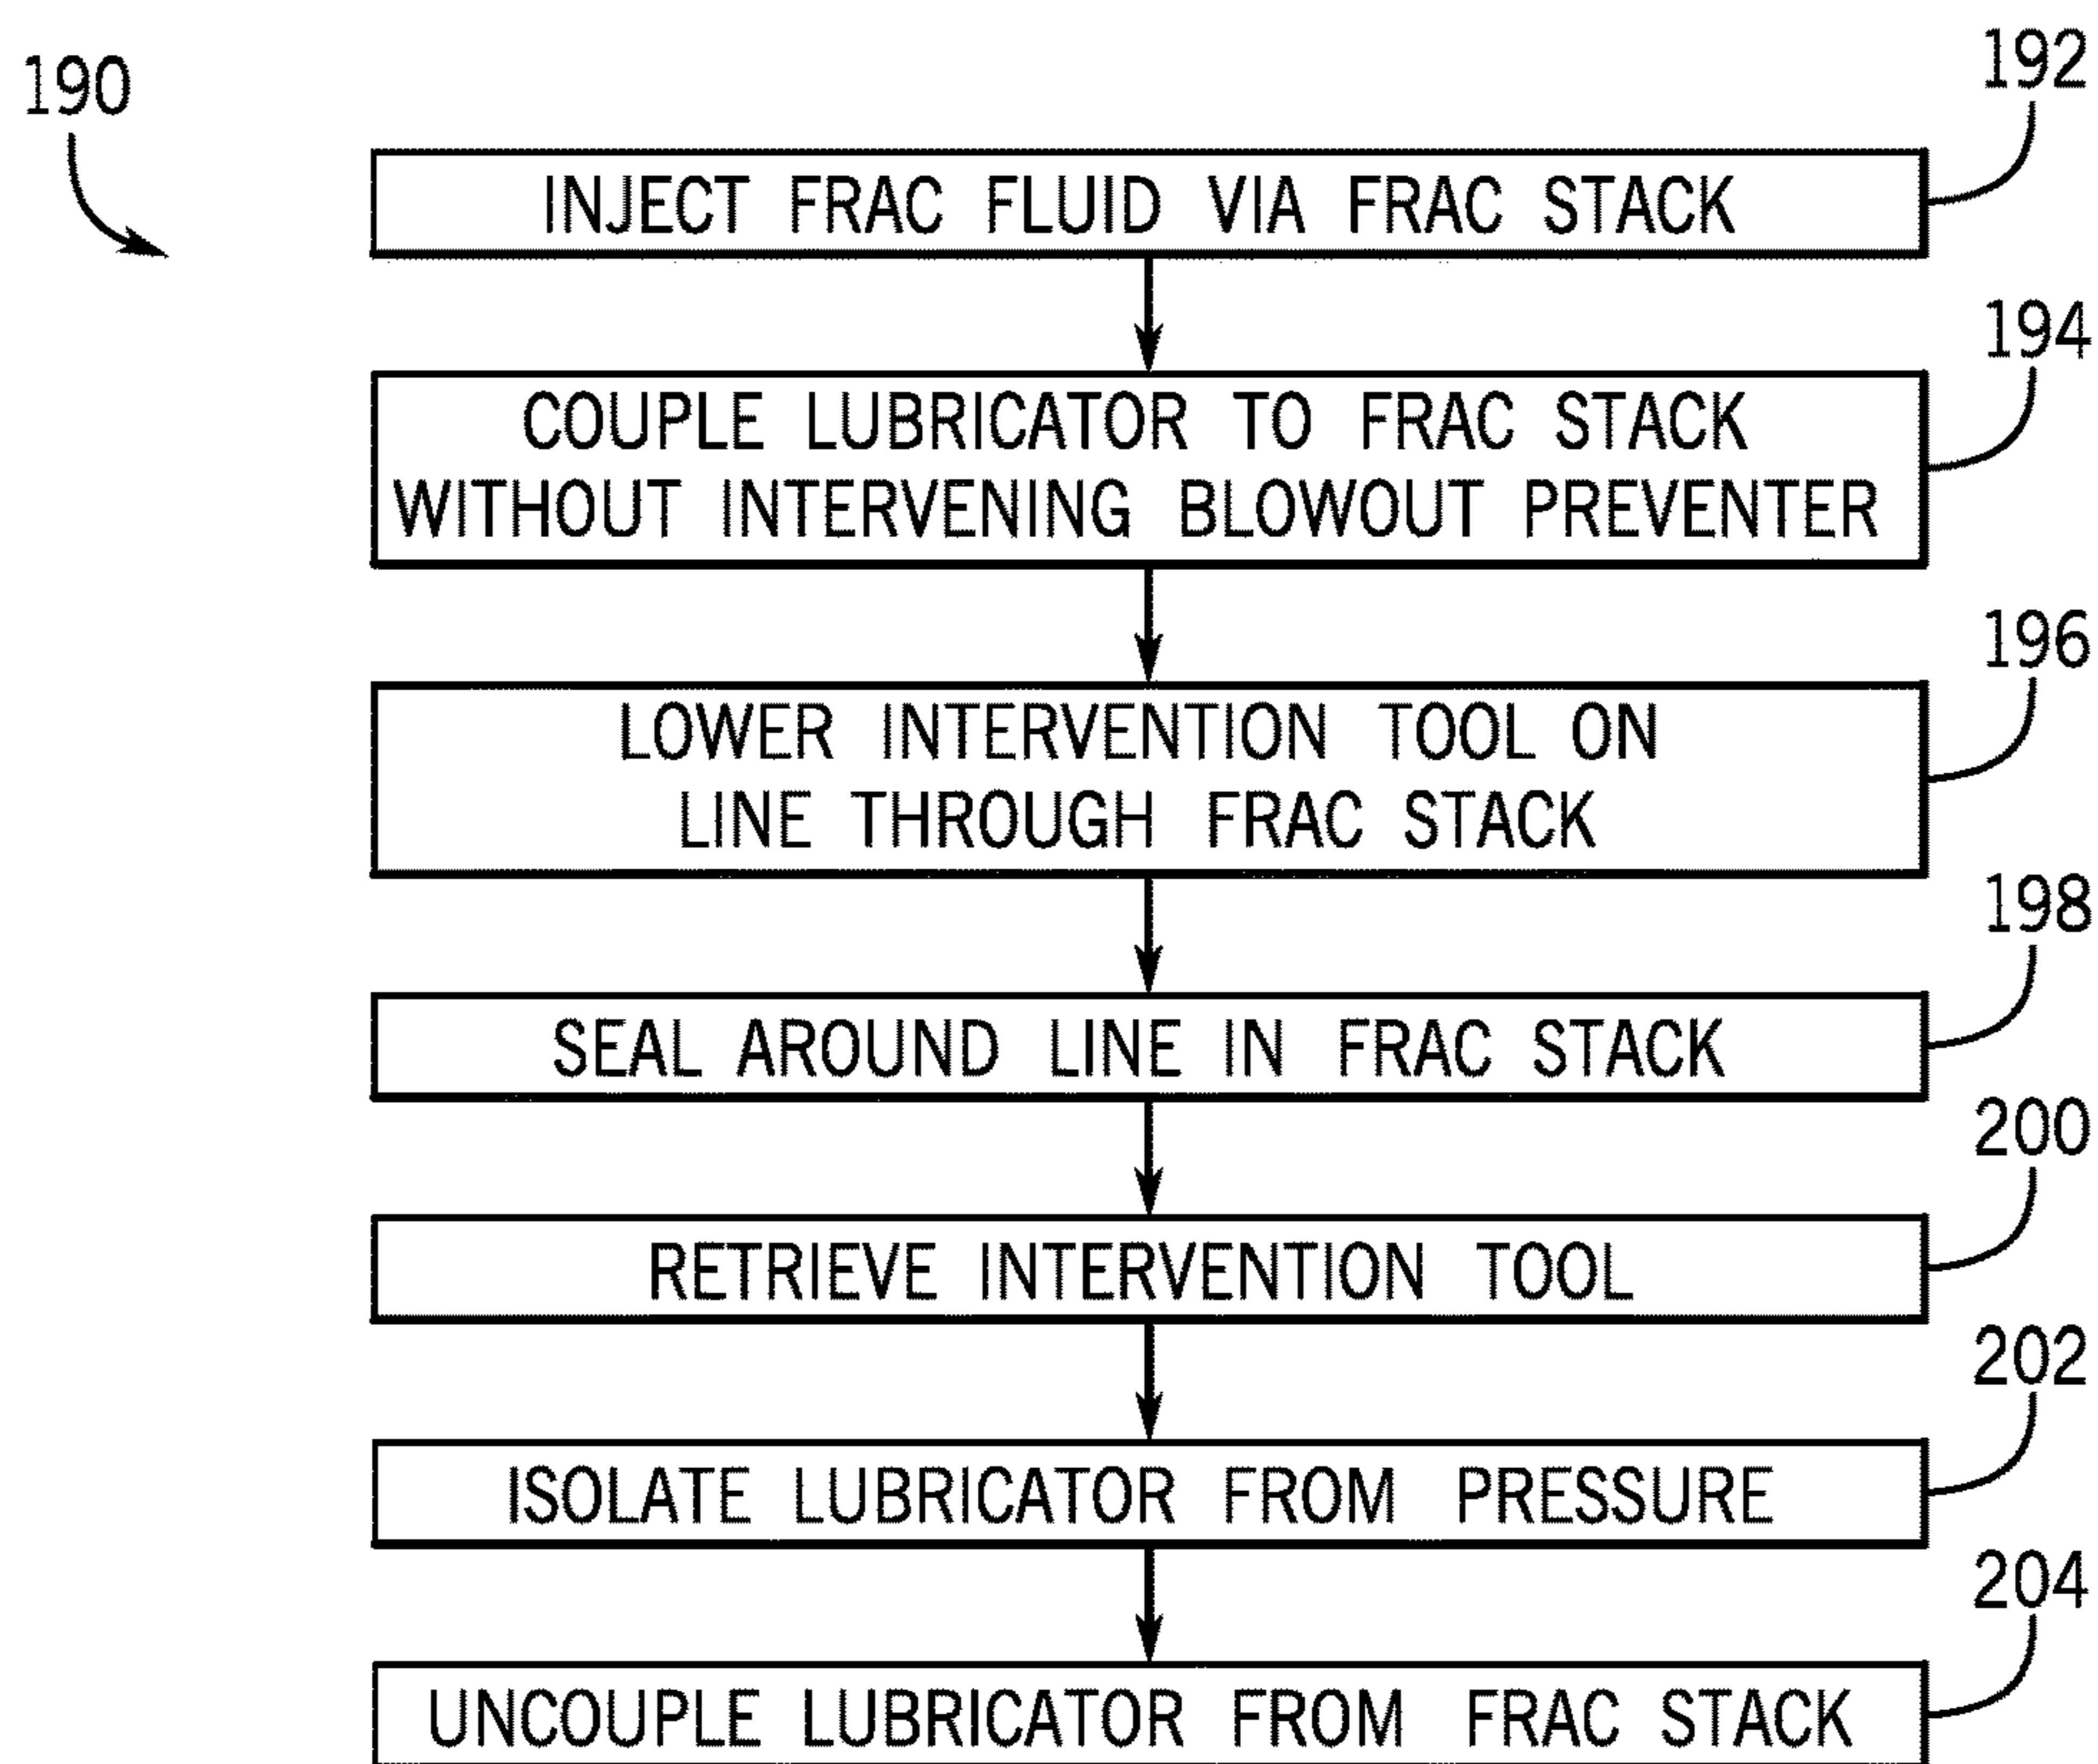 190
192
INJECT FRAC FLUID VIA FRAC STACK
194
COUPLE LUBRICATOR TO FRAC STACK
WITHOUT INTERVENING BLOWOUT PREVENTER
196
LOWER INTERVENTION TOOL ON
LINE THROUGH FRAC STACK
198
SEAL AROUND LINE IN FRAC STACK
200
RETRIEVE INTERVENTION TOOL
202
ISOLATE LUBRICATOR FROM PRESSURE
204
UNCOUPLE LUBRICATOR FROM FRAC STACK